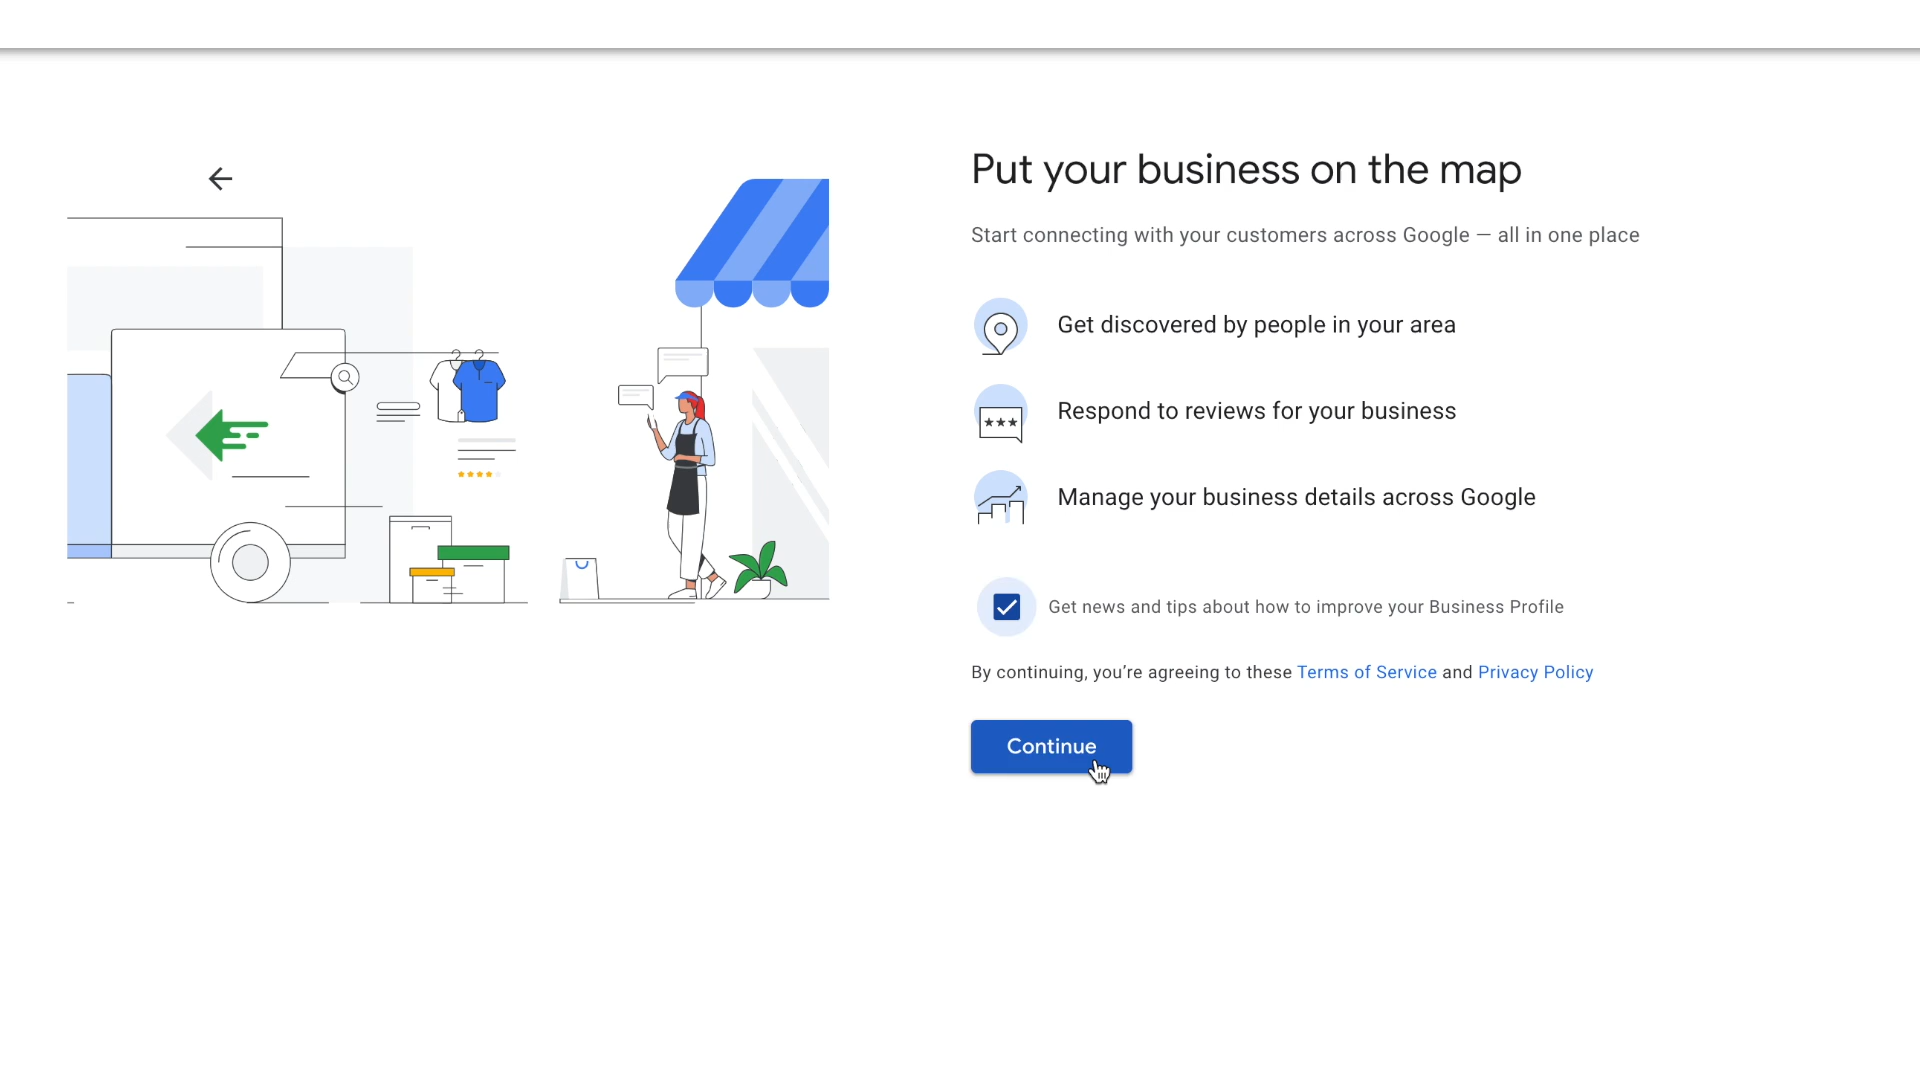 Put your business on the map
Start connecting with your customers across Google — all in one place
Get discovered by people in your area
Respond to reviews for your business
Manage your business details across Google
Get news and tips about how to improve your Business Profile
By continuing, you’re agreeing to these Terms of Service and Privacy Policy
Continue